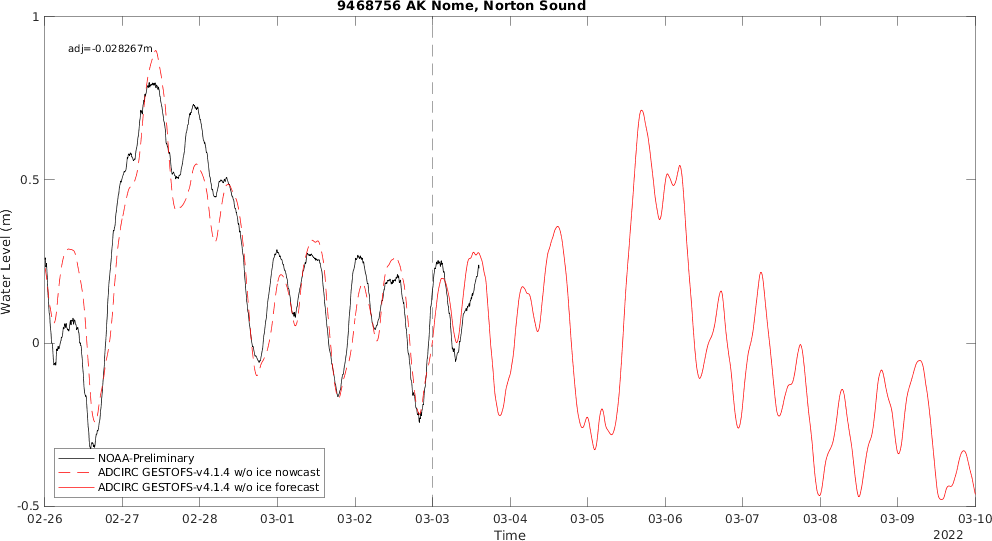 9468756 AK Nome, Norton Sound
1
adj=-0.028267m
0.5
Water Level (m)
0
NOAA-Preliminary
ADCIRC GESTOFS-v4.1.4 w/o ice nowcast
ADCIRC GESTOFS-v4.1.4 w/o ice forecast
-0.5
02-26 02-27 02-28 03-01 03-02 03-03 03-04 03-05 03-06 03-07 03-08 03-09 03-10
Time
2022